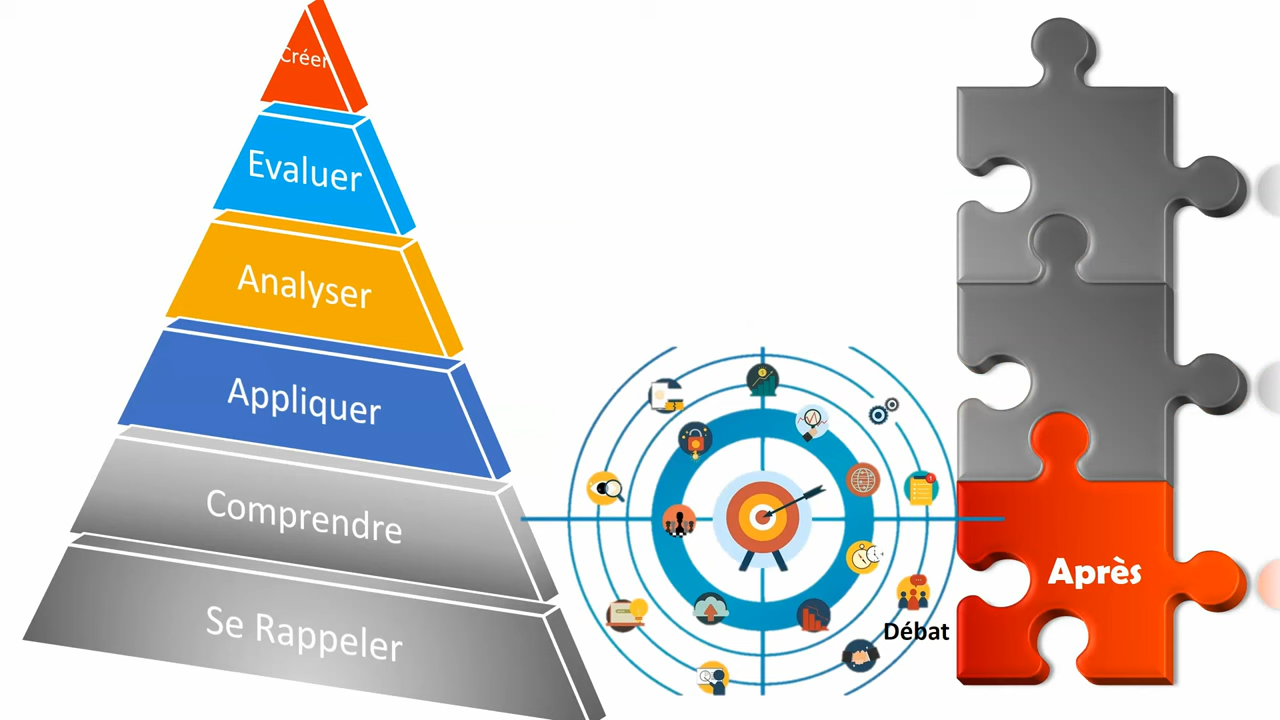 Créer
Evaluer
Analyser
Appliquer
Comprendre
Se Rappeler
Débat
Après